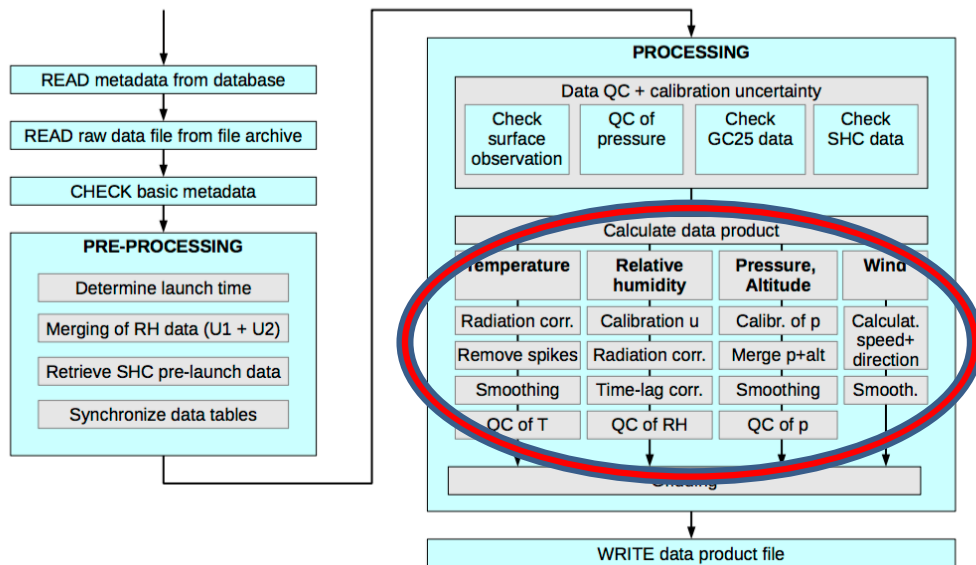 READ metadata from database
READ raw data file from file archive
CHECK basic metadata
PRE-PROCESSING
Determine launch time
Merging of RH data (U1 + U2)
Retrieve SHC pre-launch data
Synchronize data tables
PROCESSING
Data QC + calibration uncertainty
Check
surface
observation
QC of
pressure
Check
GC25 data
Check
SHC data
Calculate data product
Temperature
Radiation corr.
Remove spikes
Smoothing
QC of T
Relative
humidity
Calibration u
Radiation corr.
Time-lag corr.
QC of RH
Pressure,
Altitude
Calibr. of p
Merge p+alt
Smoothing
QC of p
Wind
Calculat.
speed+
direction
Smooth.
Gridding
WRITE data product file